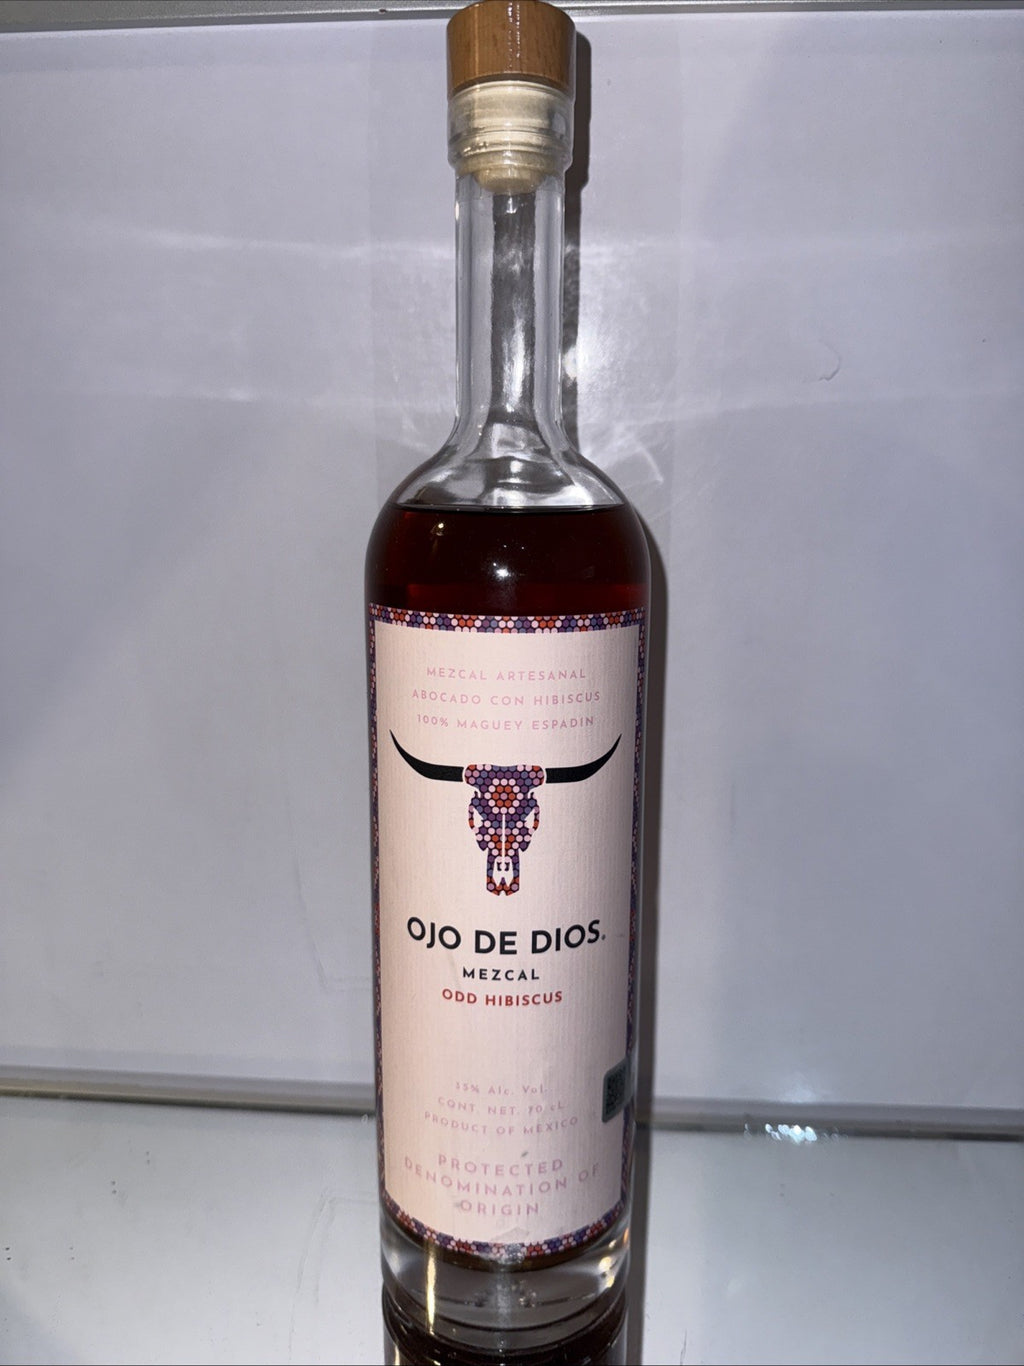 MEZCAL ARTESANAL
ABOCADO CON HIBISCUS
100% MAGUEY ESPADIN
OJO DE DIOS®
MEZCAL
ODD HIBISCUS
35% Alc. Vol.
CONT. NET. 70 cL
PRODUCT OF MEXICO
PROTECTED
DENOMINATION OF
ORIGIN